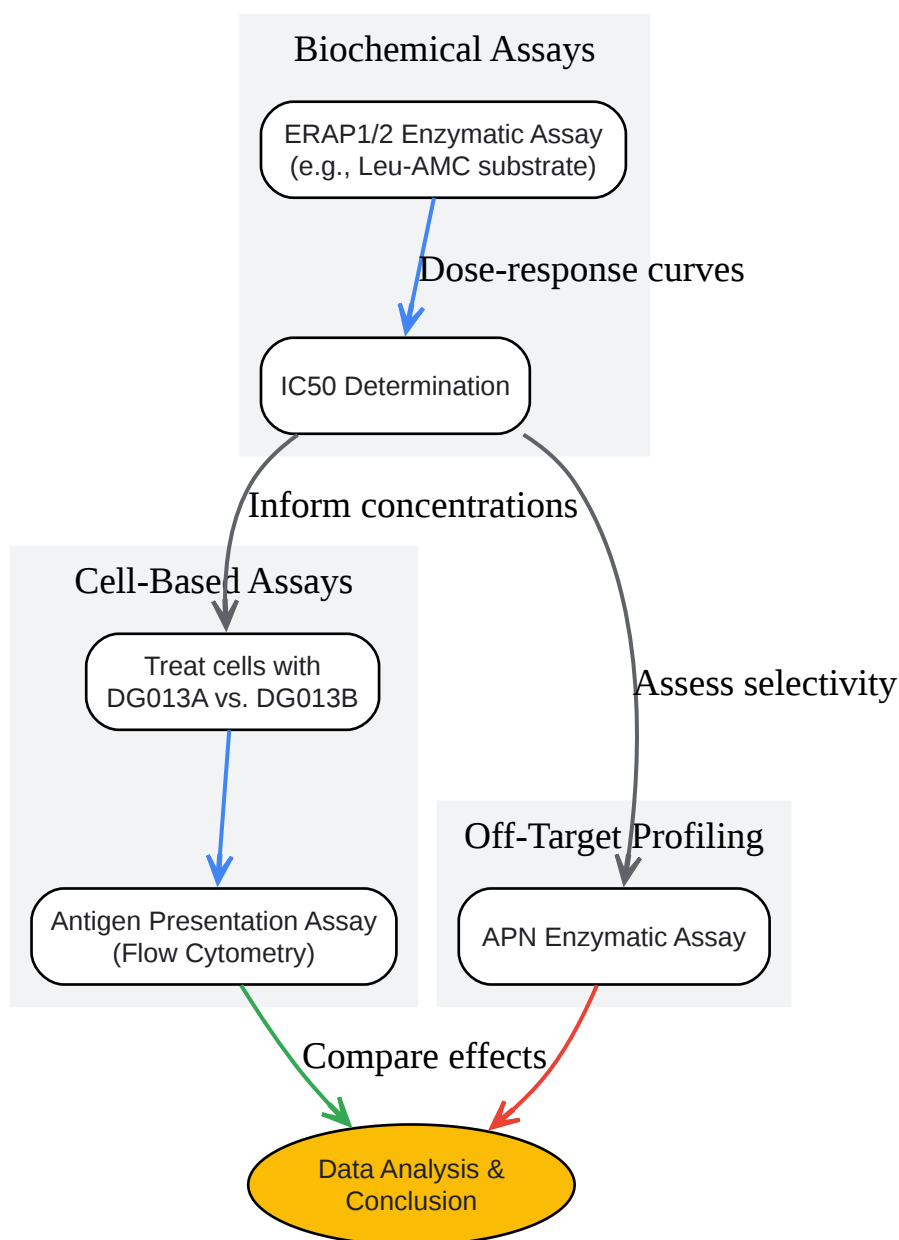 Biochemical Assays
ERAP1/2 Enzymatic Assay
(e.g., Leu-AMC substrate)
Dose-response curves
IC50 Determination
Inform concentrations
Cell-Based Assays
Treat cells with
DG013A vs. DG013B
Assess selectivity
Off-Target Profiling
Antigen Presentation Assay
(Flow Cytometry)
APN Enzymatic Assay
Compare effects
Data Analysis &
Conclusion